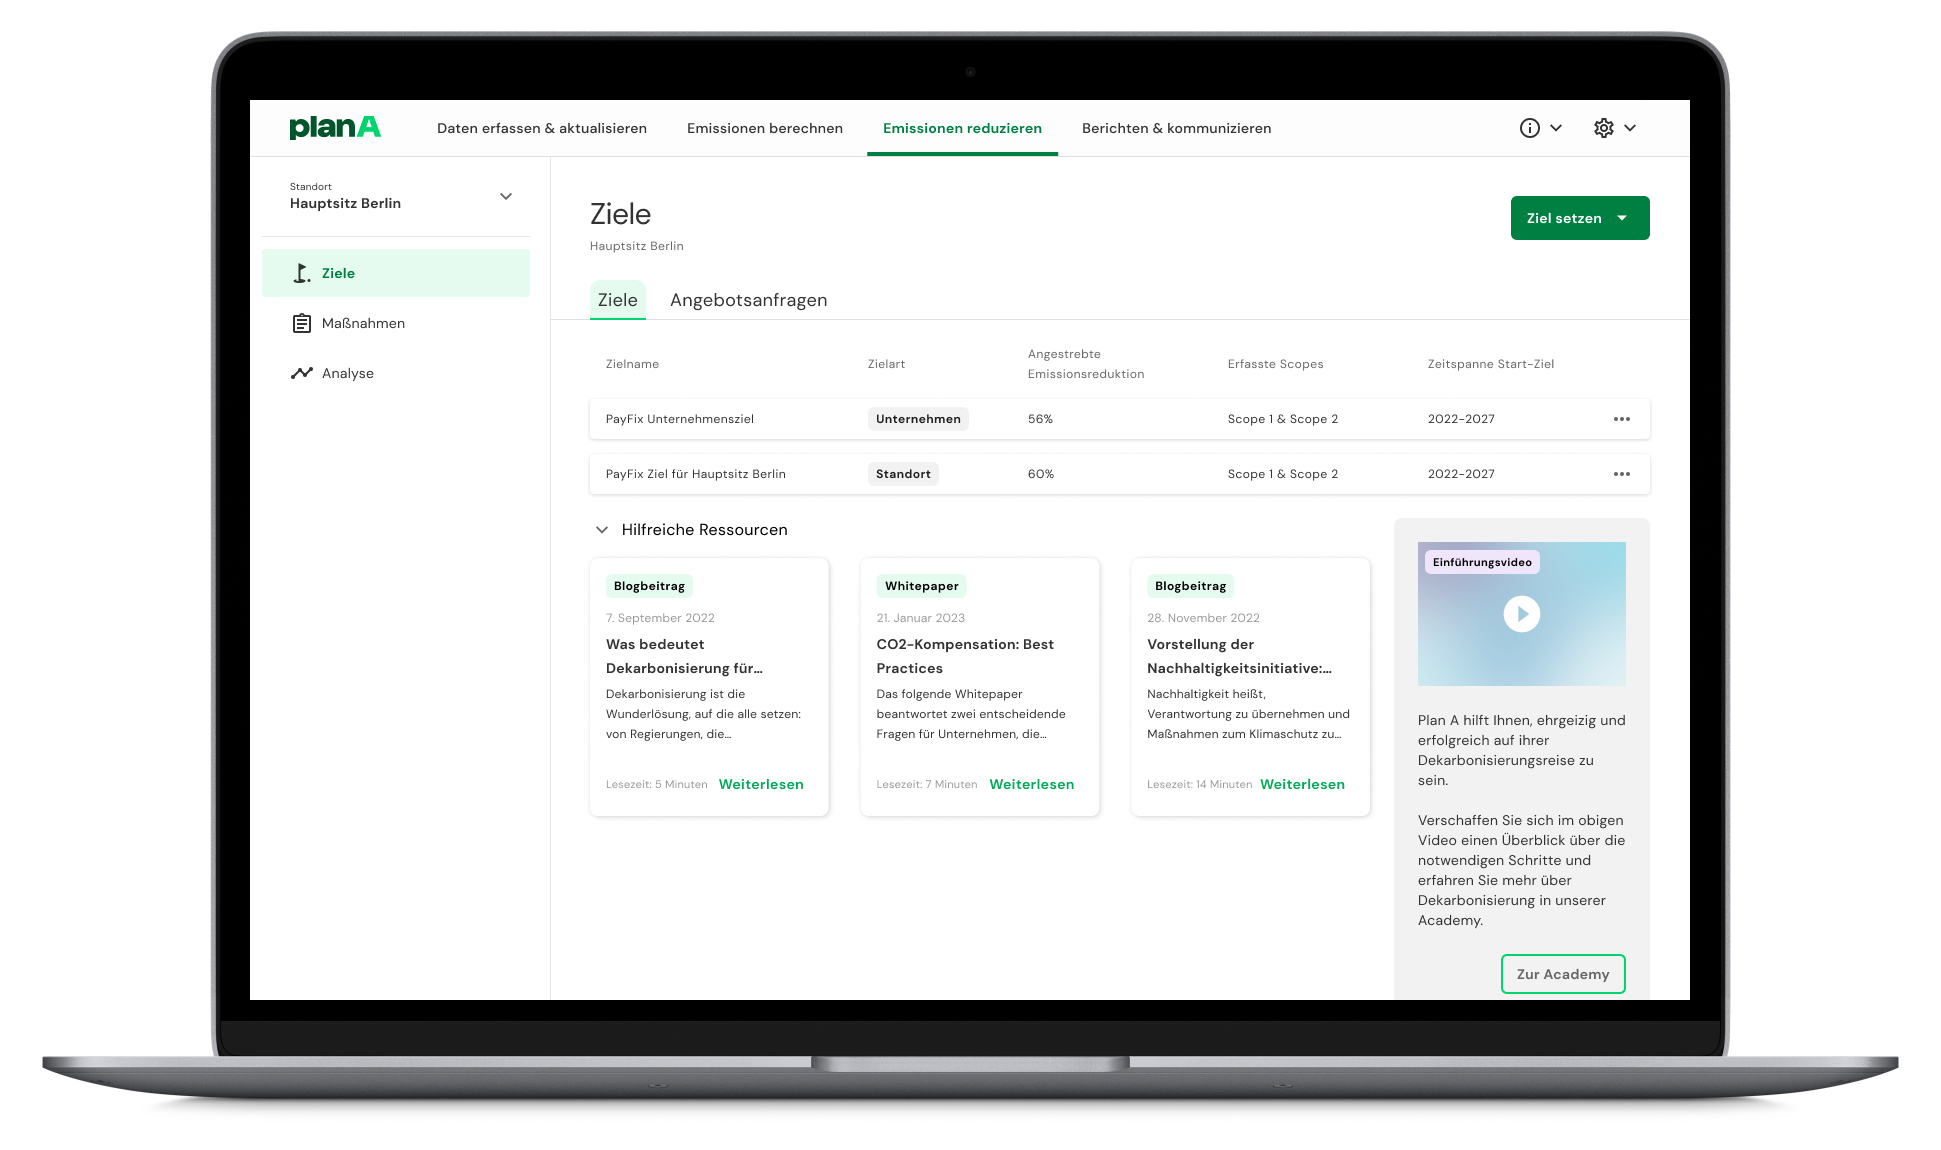 planA
Daten erfassen & aktualisieren
Emissionen berechnen
Emissionen reduzieren
Berichten & kommunizieren
Standort
Hauptsitz Berlin
Ziele
Maßnahmen
Analyse
Ziele
Hauptsitz Berlin
Ziel setzen
Ziele
Angebotsanfragen
Zielname
Zielart
Angestrebte
Emissionsreduktion
Erfasste Scopes
Zeitspanne Start-Ziel
PayFix Unternehmensziel
Unternehmen
56%
Scope 1 & Scope 2
2022-2027
PayFix Ziel für Hauptsitz Berlin
Standort
60%
Scope 1 & Scope 2
2022-2027
Hilfreiche Ressourcen
Blogbeitrag
7. September 2022
Was bedeutet
Dekarbonisierung für...
Dekarbonisierung ist die
Wunderlösung, auf die alle setzen:
von Regierungen, die...
Lesezeit: 5 Minuten
Weiterlesen
Whitepaper
21. Januar 2023
CO2-Kompensation: Best
Practices
Das folgende Whitepaper
beantwortet zwei entscheidende
Fragen für Unternehmen, die...
Lesezeit: 7 Minuten
Weiterlesen
Blogbeitrag
28. November 2022
Vorstellung der
Nachhaltigkeitsinitiative:...
Nachhaltigkeit heißt,
Verantwortung zu übernehmen und
Maßnahmen zum Klimaschutz zu...
Lesezeit: 14 Minuten
Weiterlesen
Einführungsvideo
Plan A hilft Ihnen, ehrgeizig und
erfolgreich auf ihrer
Dekarbonisierungsreise zu
sein.
Verschaffen Sie sich im obigen
Video einen Überblick über die
notwendigen Schritte und
erfahren Sie mehr über
Dekarbonisierung in unserer
Academy.
Zur Academy